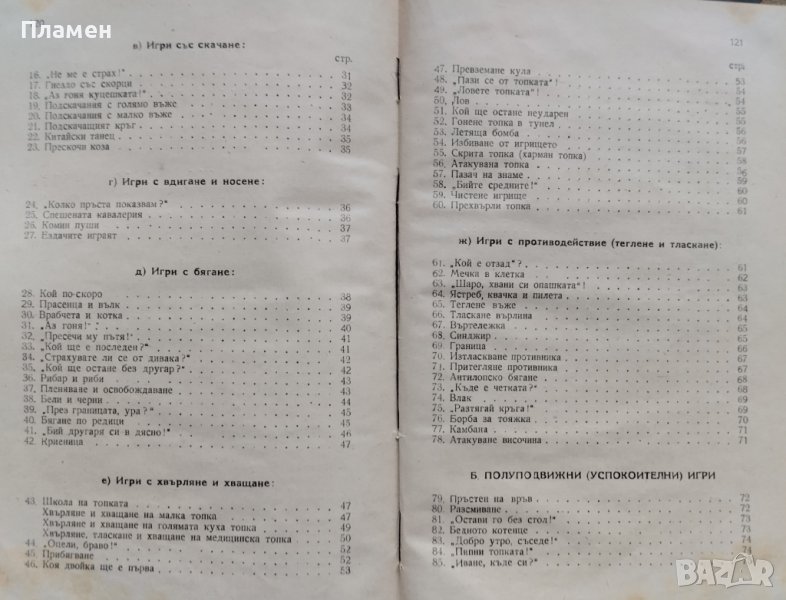 Пламен
в) Игри със скачане:
стр.
16. „Не ме е страх!" 31
17. Гнездо със скорци 32
18. „Аз гоня куцешката!" 32
19. Подскачания с голямо въже 33
20. Подскачания с малко въже 33
21. Подскачащият кръг 34
22. Китайски танец 34
23. Прескочи коза 35
г) Игри с вдигане и носене:
24. „Колко пръста показвам?" 36
25. Спешената кавалерия 36
26. Комин пуши 37
27. Ездачите играят 37
д) Игри с бягане:
28. Кой по-скоро 38
29. Прасенца и вълк 39
30. Врабчета и котка 39
31. „Аз гоня!" 40
32. „Пресечи му пътя!" 41
33. „Кой ще е последен?" 41
34. „Страхувате ли се от дивака?" 42
35. „Кой ще остане без другар?" 42
36. Рибар и риби 43
37. Пленяване и освобождаване 43
38. Бели и черни 44
39. „През границата, ура?" 45
40. Бягане по редици 45
41. „Бий другаря си в дясно!" 46
42. Криеница 47
е) Игри с хвърляне и хващане:
43. Школа на топката 47
Хвърляне и хващане на малка топка 47
Хвърляне и хващане на голямата куха топка 49
Хвърляне, тласкане и хващане на медицинска топка 50
44. „Оцели, браво!" 52
45. Прибягване 52
46. Коя двойка ще е първа 53
121
стр.
47. Превземане кула 53
48. „Пази се от топката"! 54
49. „Ловете топката"! 54
50. Лов 55
51. Кой ще остане неударен 55
52. Гонене топка в тунел 56
53. Летяща бомба 56
54. Избиване от игрището 57
55. Скрита топка (харман топка) 58
56. Атакувана топка 56
57. Пазач на знаме 59
58. „Бийте средните!" 60
59. Чистене игрище 60
60. Прехвърли топка 61
ж) Игри с противодействие (теглене и тласкане):
61. „Кой е отзад"? 61
62. Мечка в клетка 62
63. „Шаро, хвани си опашката"! 63
64. Ястреб, квачка и пилета 63
65. Теглене въже 64
66. Тласкане върлина 65
67. Въртележка 65
68. Синджир 66
69. Граница 66
70. Изтласкване противника 67
71. Притегляне противника 68
72. Антилопско бягане 68
73. „Къде е четката?" 69
74. Влак 69
75. „Разтягай кръга!" 70
76. Борба за тояжка 71
77. Камбана 71
78. Атакуване височина
Б. ПОЛУПОДВИЖНИ (УСПОКОИТЕЛНИ) ИГРИ
79. Пръстен на връв 72
80. Разсмиване 72
81. „Остави го без стол!" 73
82. Бедното котенце 73
83. „Добро утро, съседе!" 74
84. „Пипни топката!" 74
85. „Иване, къде си?" 74
BAZAR